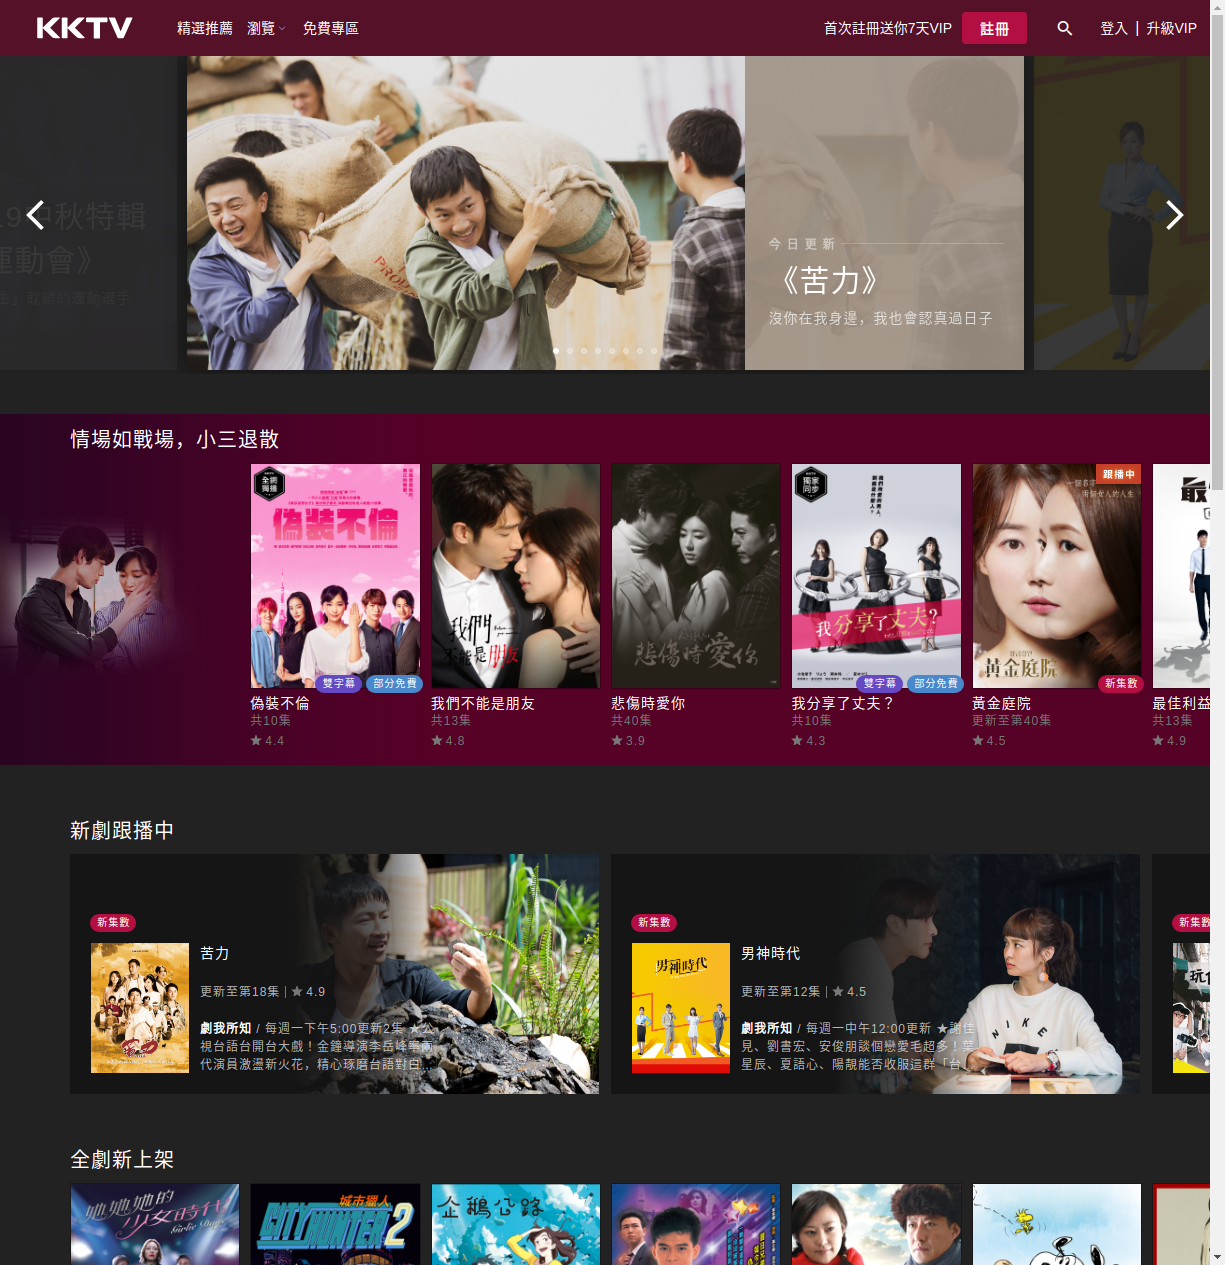 KKTV
精選推薦 瀏覽 免費專區
首次註冊送你7天VIP 註冊 登入 | 升級VIP
今日更新
《苦力》
沒你在我身邊，我也會認真過日子
情場如戰場，小三退散
全網獨播
偽裝不倫
我們不能是朋友
悲傷時愛你
獨家同步
我分享了丈夫?
跟播中
黃金庭院
最
雙字幕 部分免費
雙字幕 部分免費
新集數
偽裝不倫
共10集
4.4
我們不能是朋友
共13集
4.8
悲傷時愛你
共40集
3.9
我分享了丈夫？
共10集
4.3
黃金庭院
更新至第40集
4.5
最佳利益
共13集
4.9
新劇跟播中
新集數
苦力
更新至第18集 | ★ 4.9
劇我所知 / 每週一下午5:00更新2集 ★公
視台語台開台大戲！金鐘導演李岳峰率兩
代演員激盪新火花，精心琢磨台語對白...
新集數
男神時代
男神時代
更新至第12集 | ★ 4.5
劇我所知 / 每週一中午12:00更新 ★謝佳
見、劉書宏、安俊朋談個戀愛毛超多！葉
星辰、夏語心、陽靚能否收服這群「台
NIKE
新集數
全劇新上架
她她她的
少女時代
Girls Days
城市獵人
CITY HUNTER 2
企鵝公路